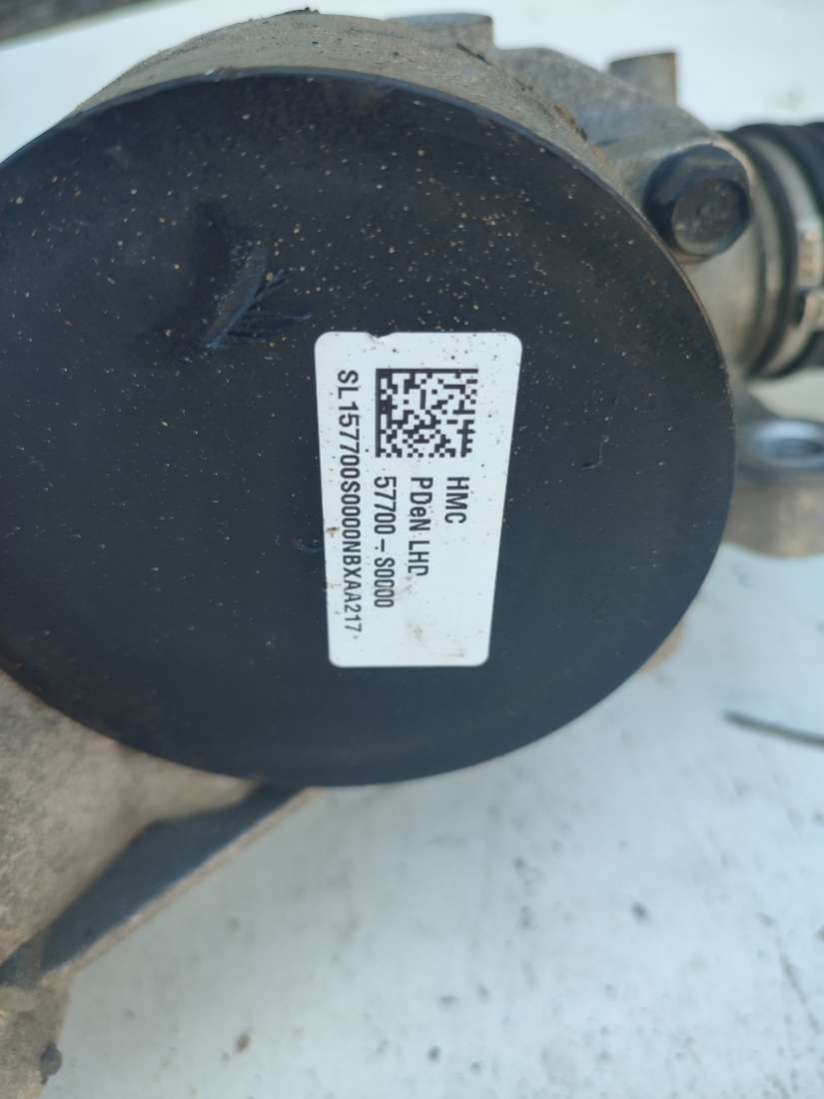 HMC
PDeN LHD
57700-S0000
SL157700S0000NBXAA217